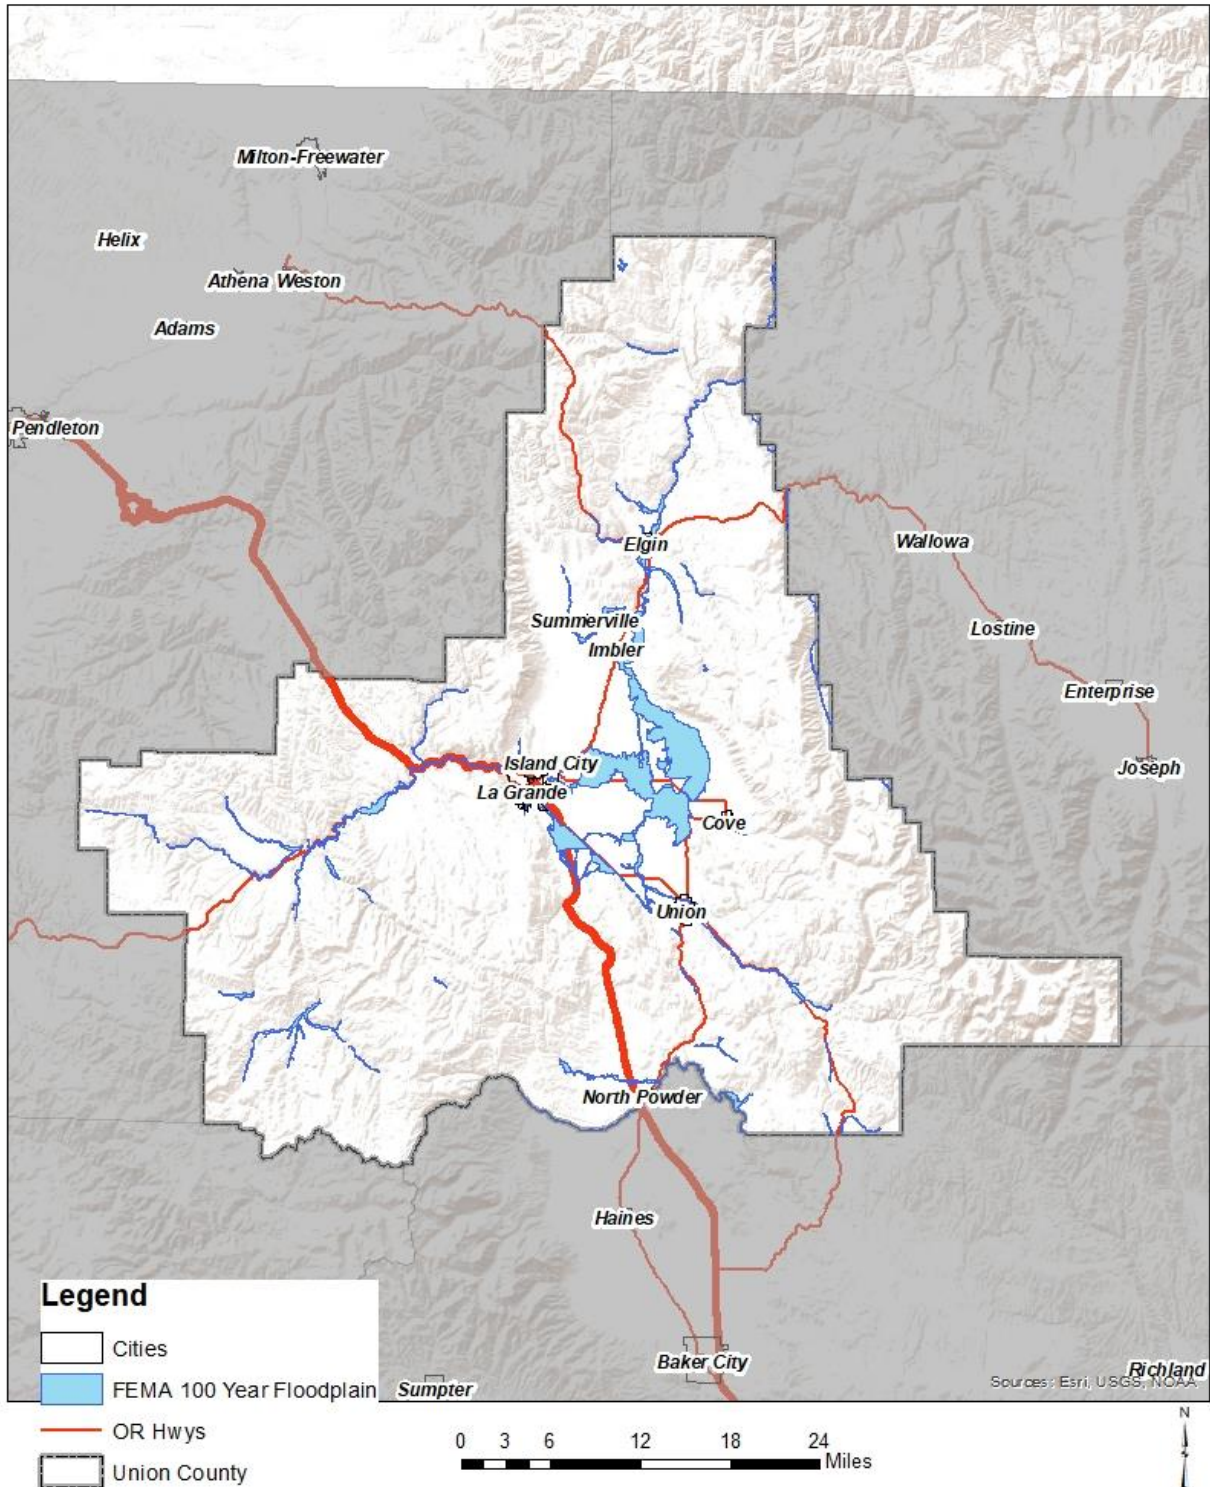 Milton-Freewater
Helix
Athena Weston
Adams
Pendleton
Elgin
Wallowa
Summerville
Lostine
Imbler
Enterprise
Island City
Joseph
La Grande
Cove
Union
North Powder
Haines
Baker City
Richland
Sumpter
Sources: Esri, USGS, NOAA
Legend
Cities
FEMA 100 Year Floodplain
OR Hwys
Union County
0 3 6 12 18 24
Miles
N